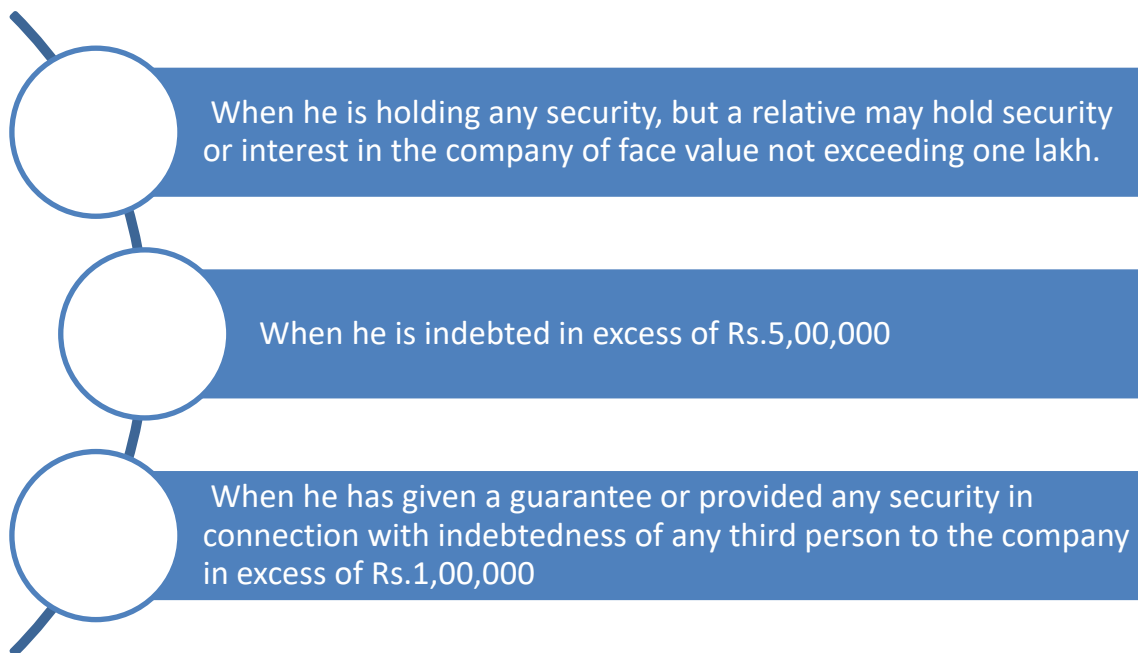 When he is holding any security, but a relative may hold security
or interest in the company of face value not exceeding one lakh.
When he is indebted in excess of Rs.5,00,000
When he has given a guarantee or provided any security in
connection with indebtedness of any third person to the company
in excess of Rs.1,00,000